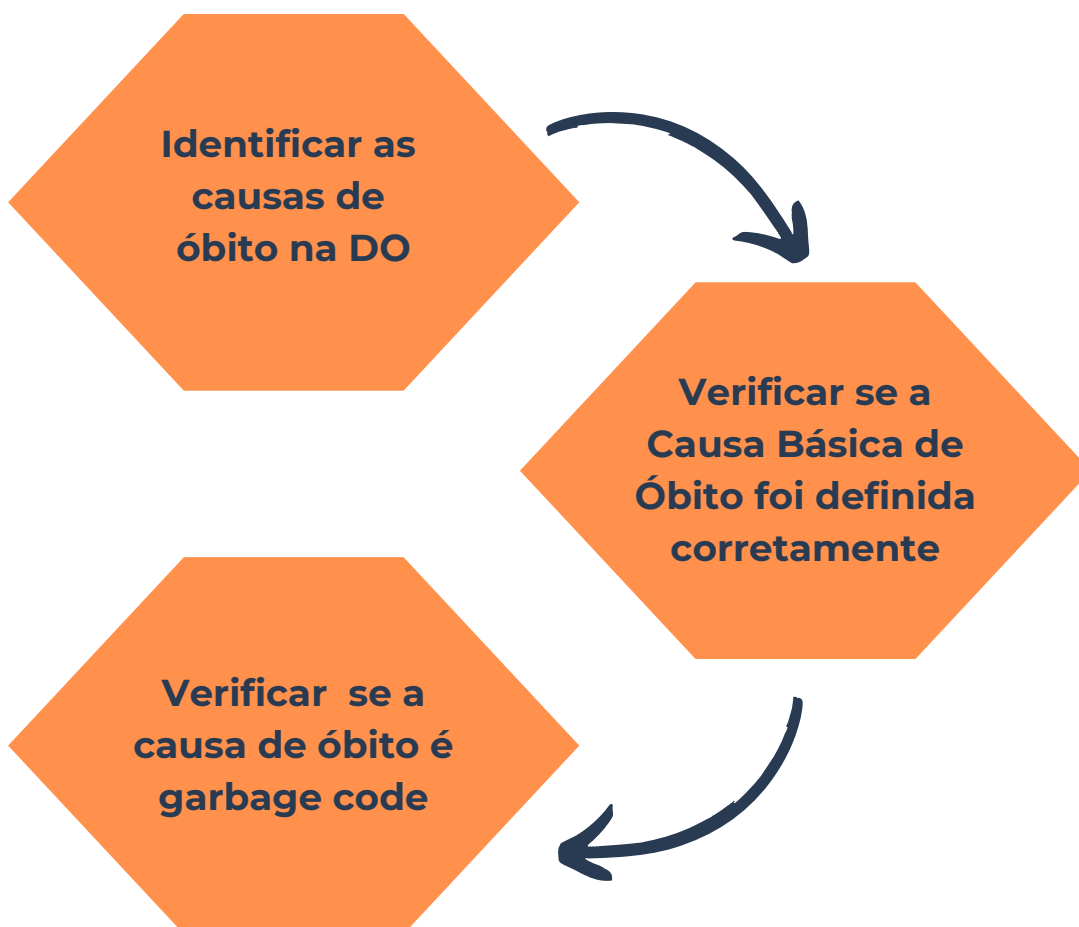 Identificar as
causas de
óbito na DO
Verificar se a
Causa Básica de
Óbito foi definida
corretamente
Verificar  se a
causa de óbito é
garbage code